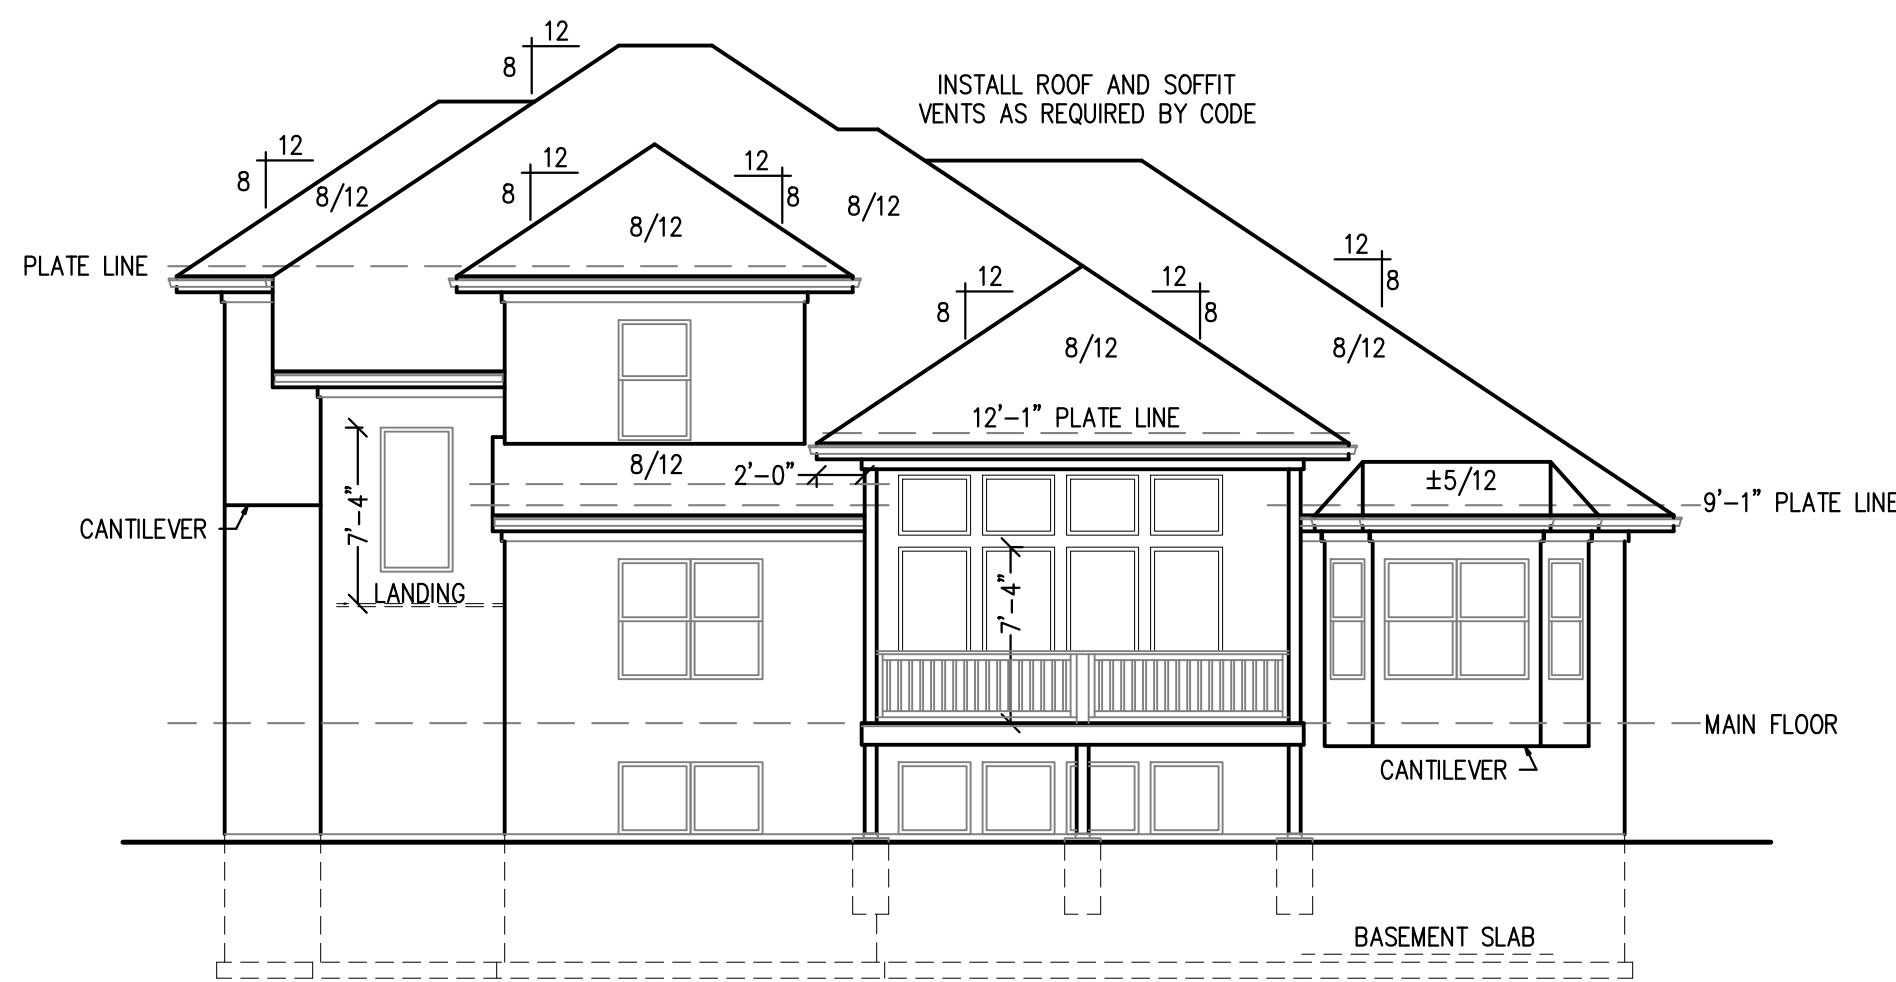 12
8
INSTALL ROOF AND SOFFIT
VENTS AS REQUIRED BY CODE
12
8
8/12
12
8
12
8
8/12
8/12
12
8
PLATE LINE
12
8
12
8
8/12
8/12
12'-1" PLATE LINE
8/12
2'-0"
±5/12
9'-1" PLATE LINE
CANTILEVER
7'-4"
LANDING
7'-4"
MAIN FLOOR
CANTILEVER
BASEMENT SLAB